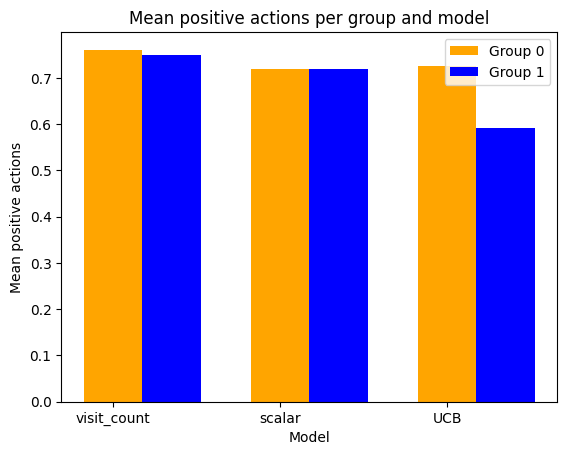 Mean positive actions per group and model
Group 0
Group 1
Mean positive actions
0.7
0.6
0.5
0.4
0.3
0.2
0.1
0.0
visit_count
scalar
UCB
Model